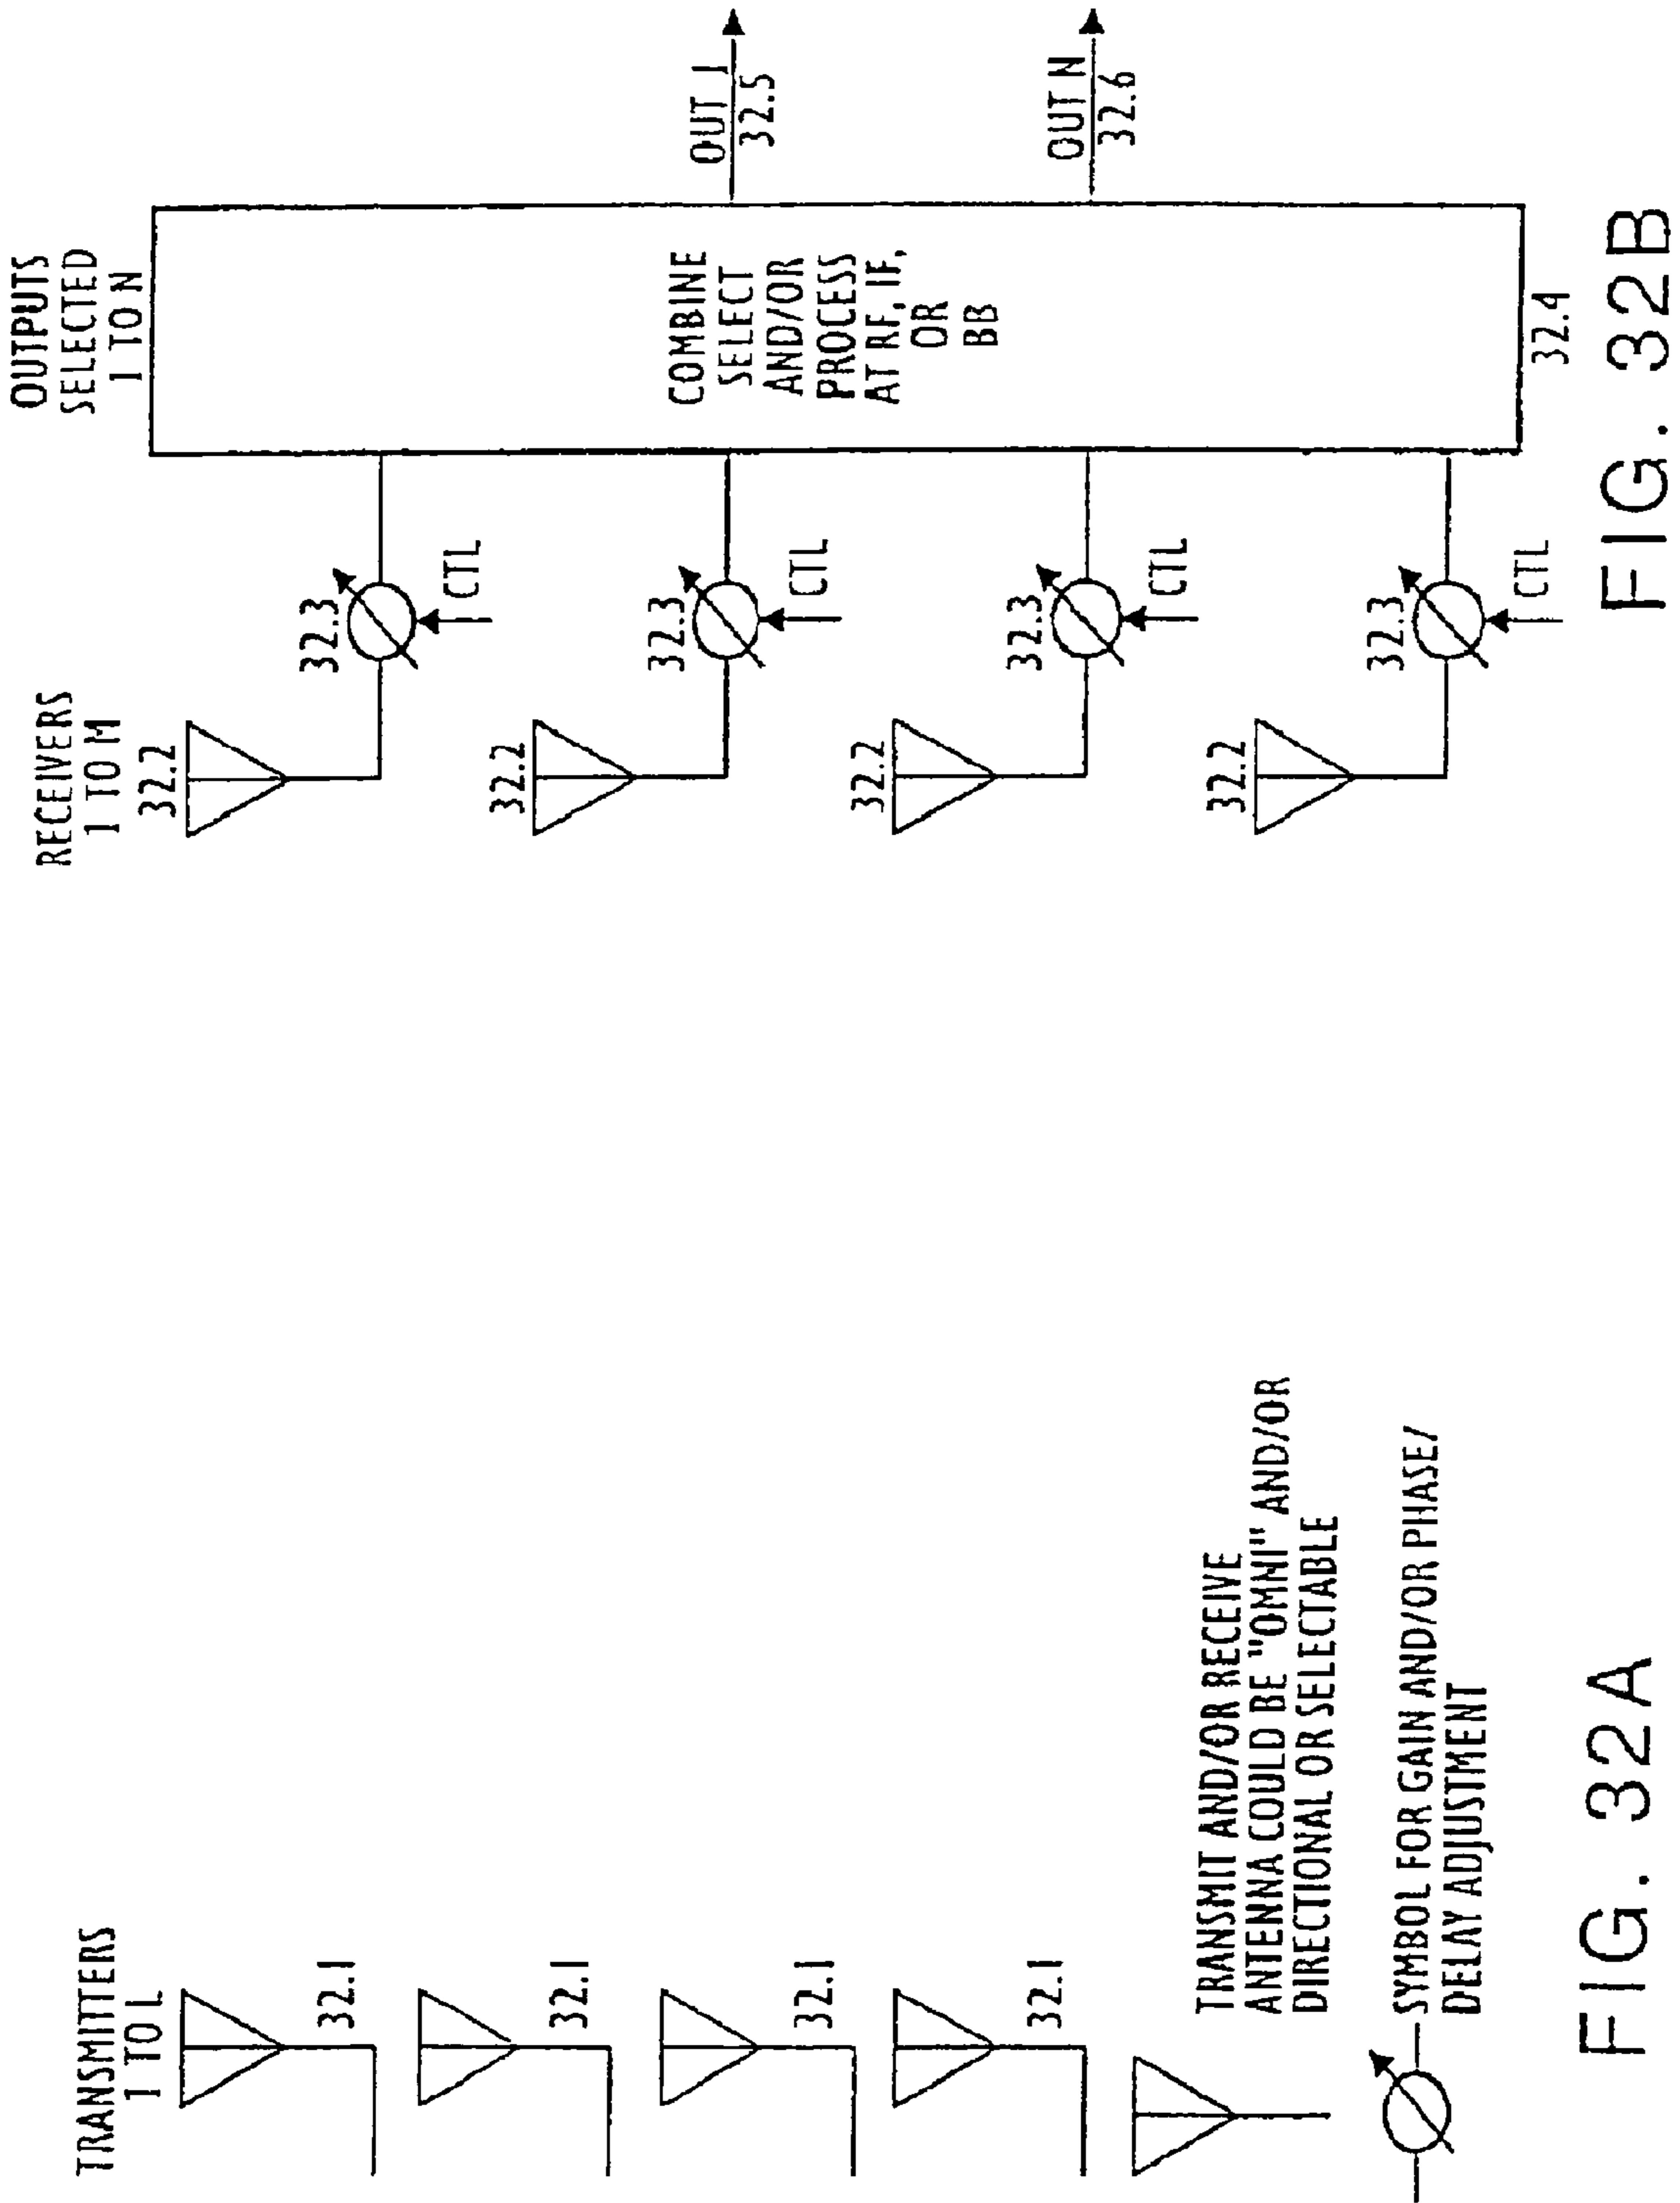 TRANSMITTERS
1 TO L
32.1
32.1
32.1
32.1
TRANSMIT AND/OR RECEIVE
ANTENNA COULD BE "OMNI" AND/OR
DIRECTIONAL OR SELECTABLE
SYMBOL FOR GAIN AND/OR PHASE/
DELAY ADJUSTMENT
FIG. 32A
RECEIVERS
1 TO M
32.2
32.3
CTL
32.2
32.3
CTL
32.2
32.3
CTL
32.2
32.3
CTL
OUTPUTS
SELECTED
1 TO N
COMBINE
SELECT
AND/OR
PROCESS
AT RF, IF,
OR
BB
32.4
OUT 1
32.5
OUT N
32.6
FIG. 32B